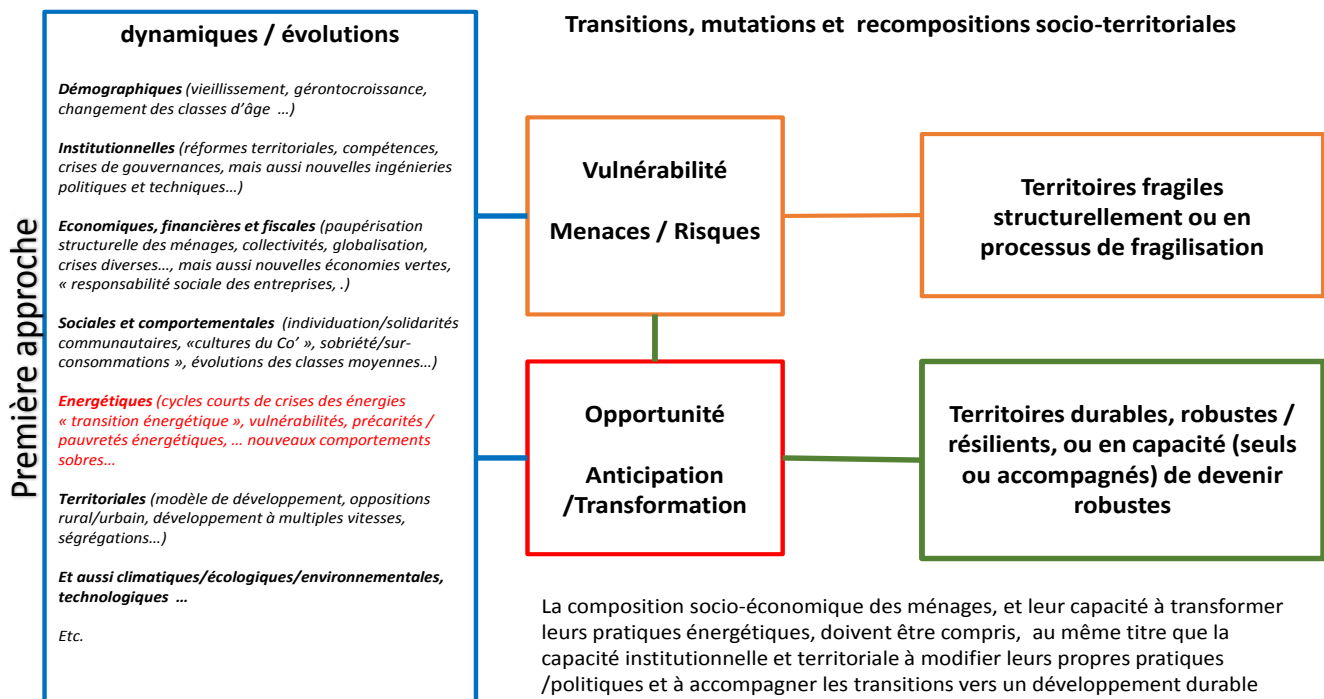 Première approche
dynamiques / évolutions
Démographiques (vieillissement, gérontocroissance,
changement des classes d’âge …)
Institutionnelles (réformes territoriales, compétences,
crises de gouvernances, mais aussi nouvelles ingénieries
politiques et techniques…)
Economiques, financières et fiscales (paupérisation
structurelle des ménages, collectivités, globalisation,
crises diverses…, mais aussi nouvelles économies vertes,
« responsabilité sociale des entreprises, .)
Sociales et comportementales (individuation/solidarités
communautaires, «cultures du Co’ », sobriété/sur-
consommations », évolutions des classes moyennes…)
Energétiques (cycles courts de crises des énergies
« transition énergétique », vulnérabilités, précarités /
pauvretés énergétiques, … nouveaux comportements
sobres…
Territoriales (modèle de développement, oppositions
rural/urbain, développement à multiples vitesses,
ségrégations…)
Et aussi climatiques/écologiques/environnementales,
technologiques …
Etc.
Transitions, mutations et recompositions socio-territoriales
Vulnérabilité
Menaces / Risques
Territoires fragiles
structurellement ou en
processus de fragilisation
Opportunité
Anticipation
/Transformation
Territoires durables, robustes /
résilients, ou en capacité (seuls
ou accompagnés) de devenir
robustes
La composition socio-économique des ménages, et leur capacité à transformer
leurs pratiques énergétiques, doivent être compris, au même titre que la
capacité institutionnelle et territoriale à modifier leurs propres pratiques
/politiques et à accompagner les transitions vers un développement durable